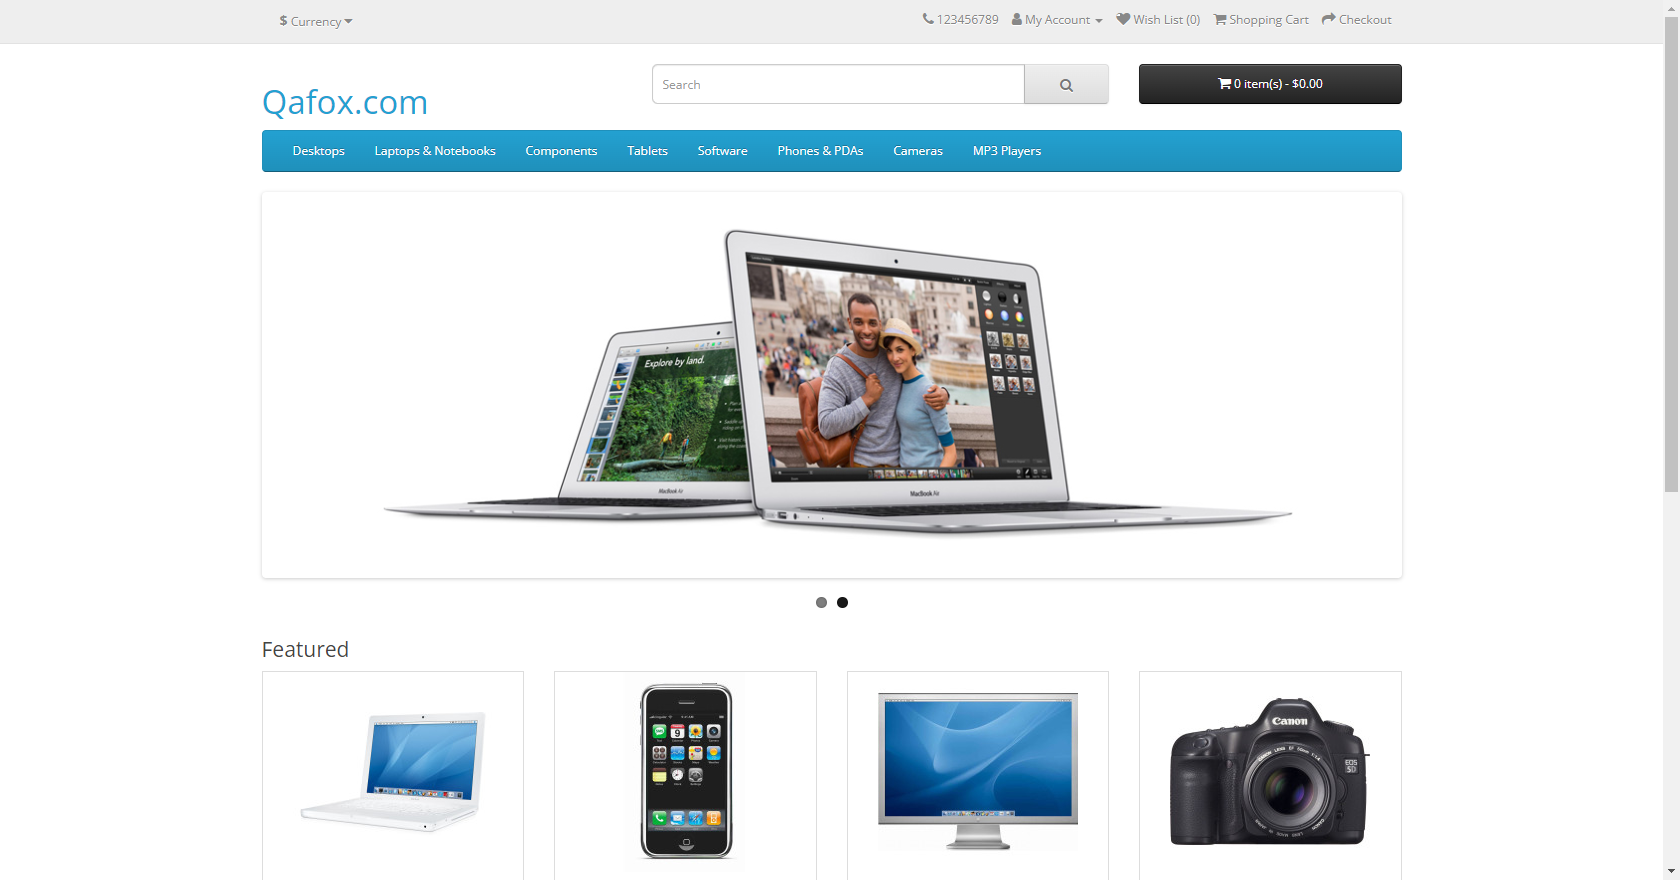 $ Currency
123456789 My Account Wish List (0) Shopping Cart Checkout
Qafox.com
Search
0 item(s) - $0.00
Desktops Laptops & Notebooks Components Tablets Software Phones & PDAs Cameras MP3 Players
Explore by land.
MacBook Air
MacBook Air
Featured
9
Canon
EOS
5D